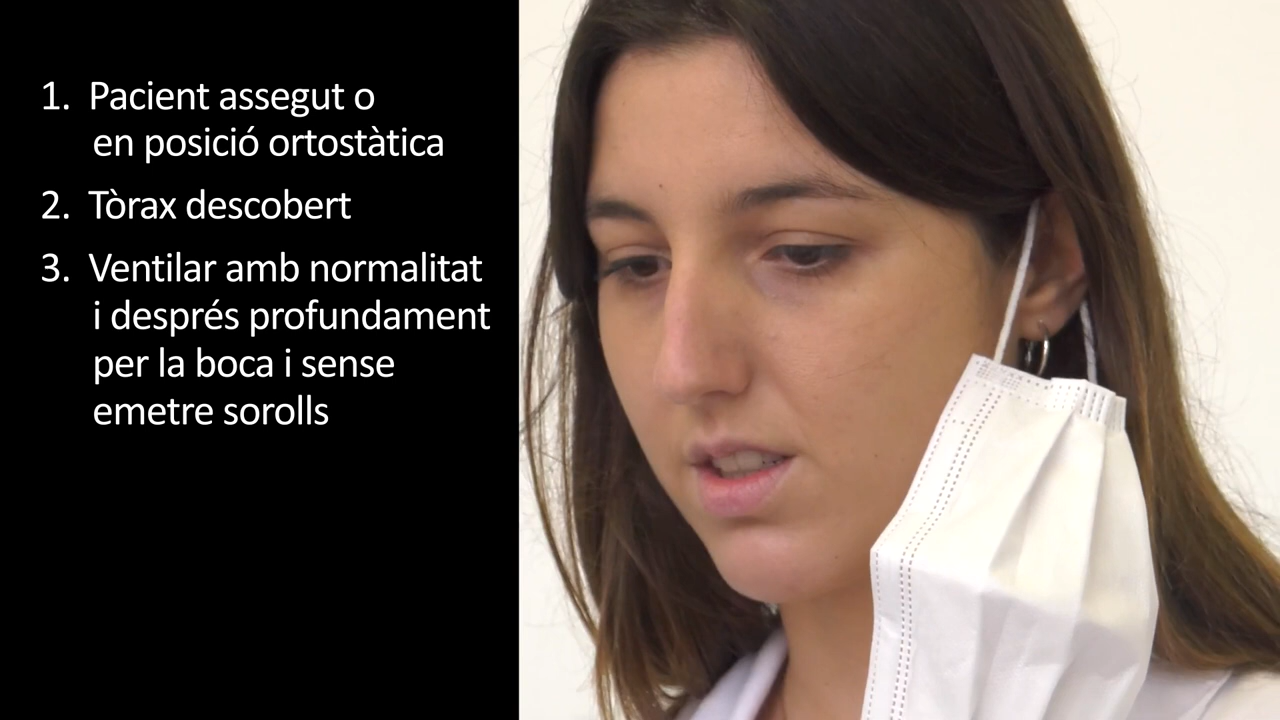 1. Pacient assegut o
en posició ortostàtica
2. Tòrax descobert
3. Ventilar amb normalitat
i després profundament
per la boca i sense
emetre sorolls